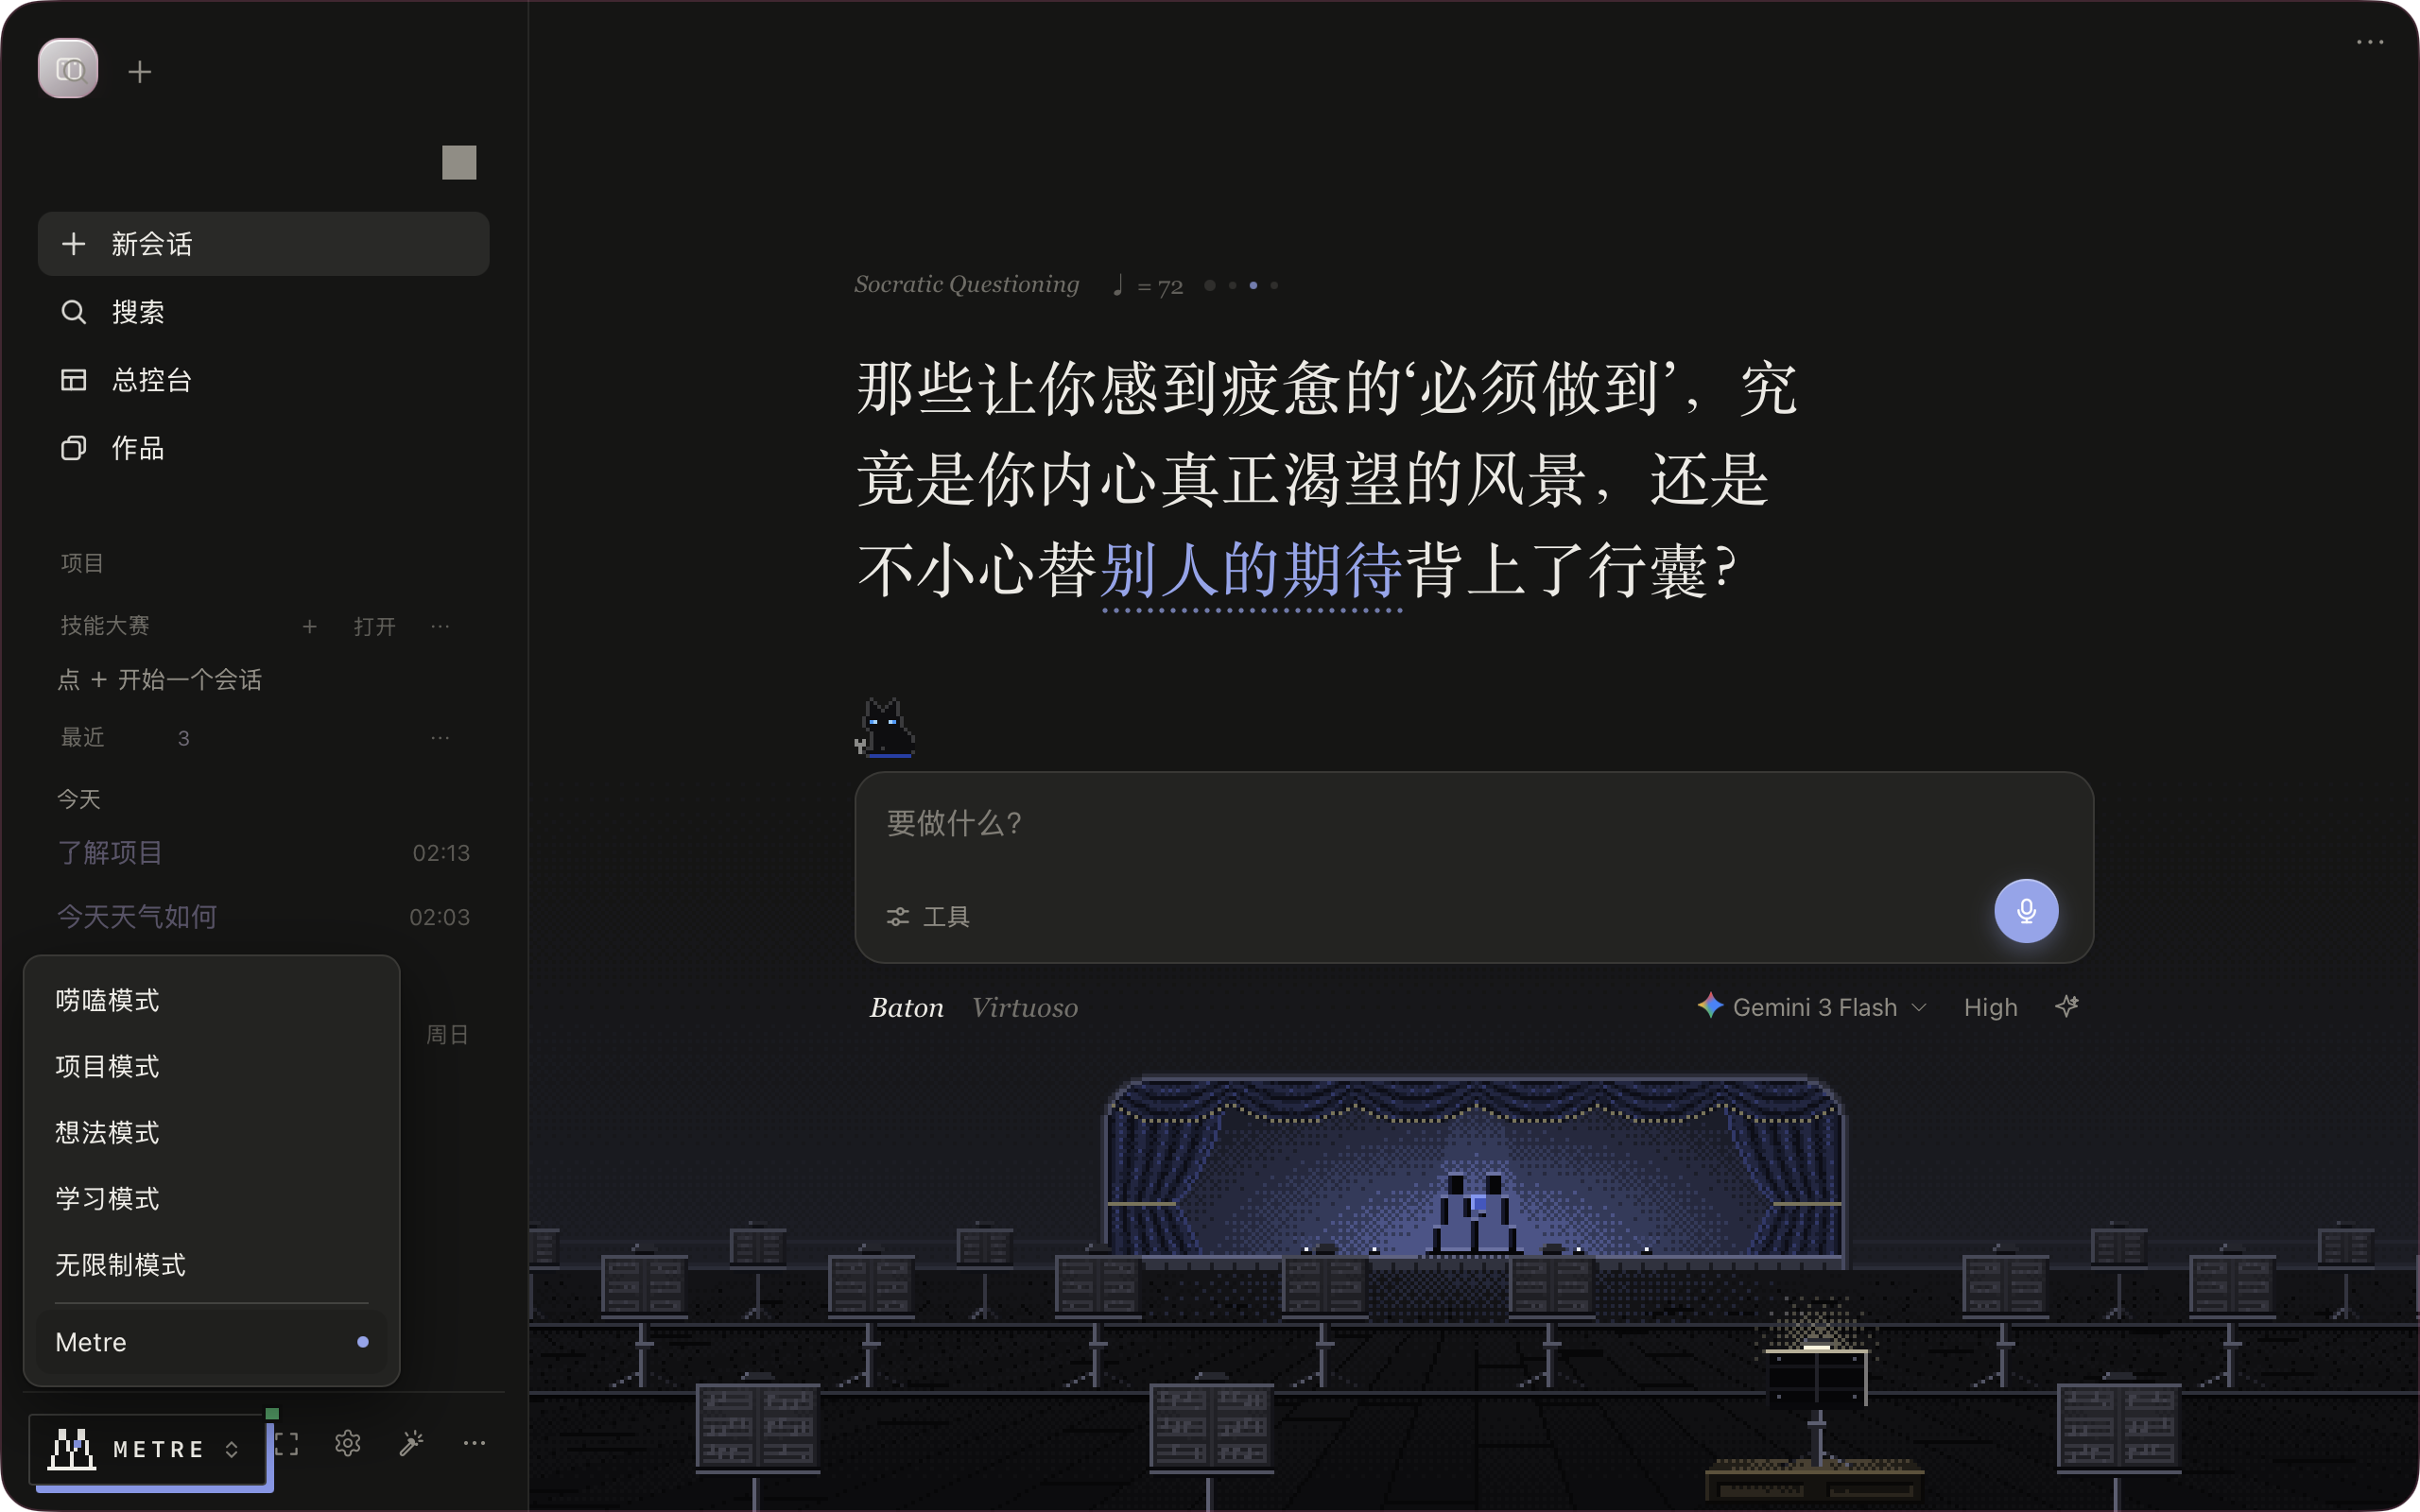 新会话
搜索
总控台
作品
项目
技能大赛 + 打开 ···
点 + 开始一个会话
最近 3 ···
今天
了解项目 02:13
今天天气如何 02:03
周日
唠嗑模式
项目模式
想法模式
学习模式
无限制模式
Metre
METRE
Socratic Questioning ♩ = 72
那些让你感到疲惫的‘必须做到’，究
竟是你内心真正渴望的风景，还是
不小心替别人的期待背上了行囊？
要做什么？
工具
Baton Virtuoso
Gemini 3 Flash High